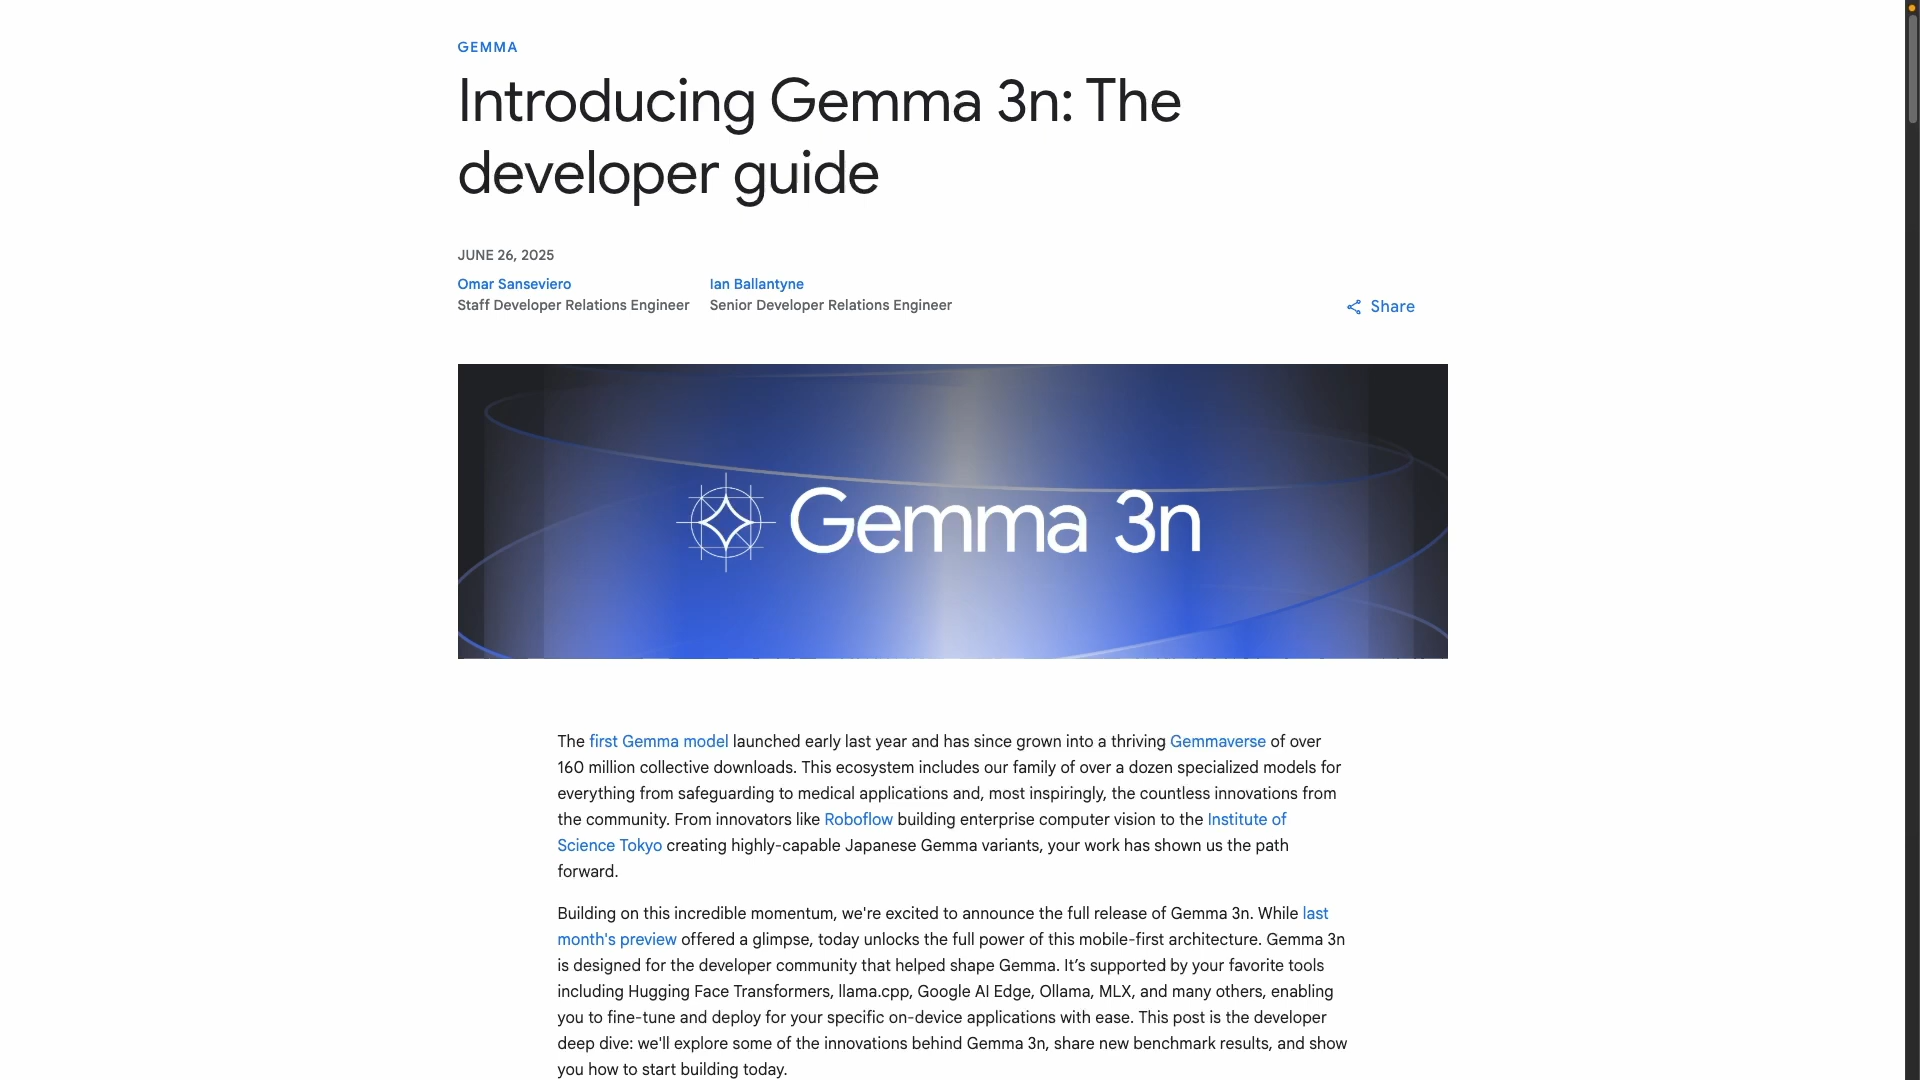 GEMMA
Introducing Gemma 3n: The
developer guide
JUNE 26, 2025
Omar Sanseviero
Staff Developer Relations Engineer
Ian Ballantyne
Senior Developer Relations Engineer
Share
Gemma 3n
The first Gemma model launched early last year and has since grown into a thriving Gemmaverse of over
160 million collective downloads. This ecosystem includes our family of over a dozen specialized models for
everything from safeguarding to medical applications and, most inspiringly, the countless innovations from
the community. From innovators like Roboflow building enterprise computer vision to the Institute of
Science Tokyo creating highly-capable Japanese Gemma variants, your work has shown us the path
forward.
Building on this incredible momentum, we're excited to announce the full release of Gemma 3n. While last
month's preview offered a glimpse, today unlocks the full power of this mobile-first architecture. Gemma 3n
is designed for the developer community that helped shape Gemma. It’s supported by your favorite tools
including Hugging Face Transformers, llama.cpp, Google AI Edge, Ollama, MLX, and many others, enabling
you to fine-tune and deploy for your specific on-device applications with ease. This post is the developer
deep dive: we'll explore some of the innovations behind Gemma 3n, share new benchmark results, and show
you how to start building today.